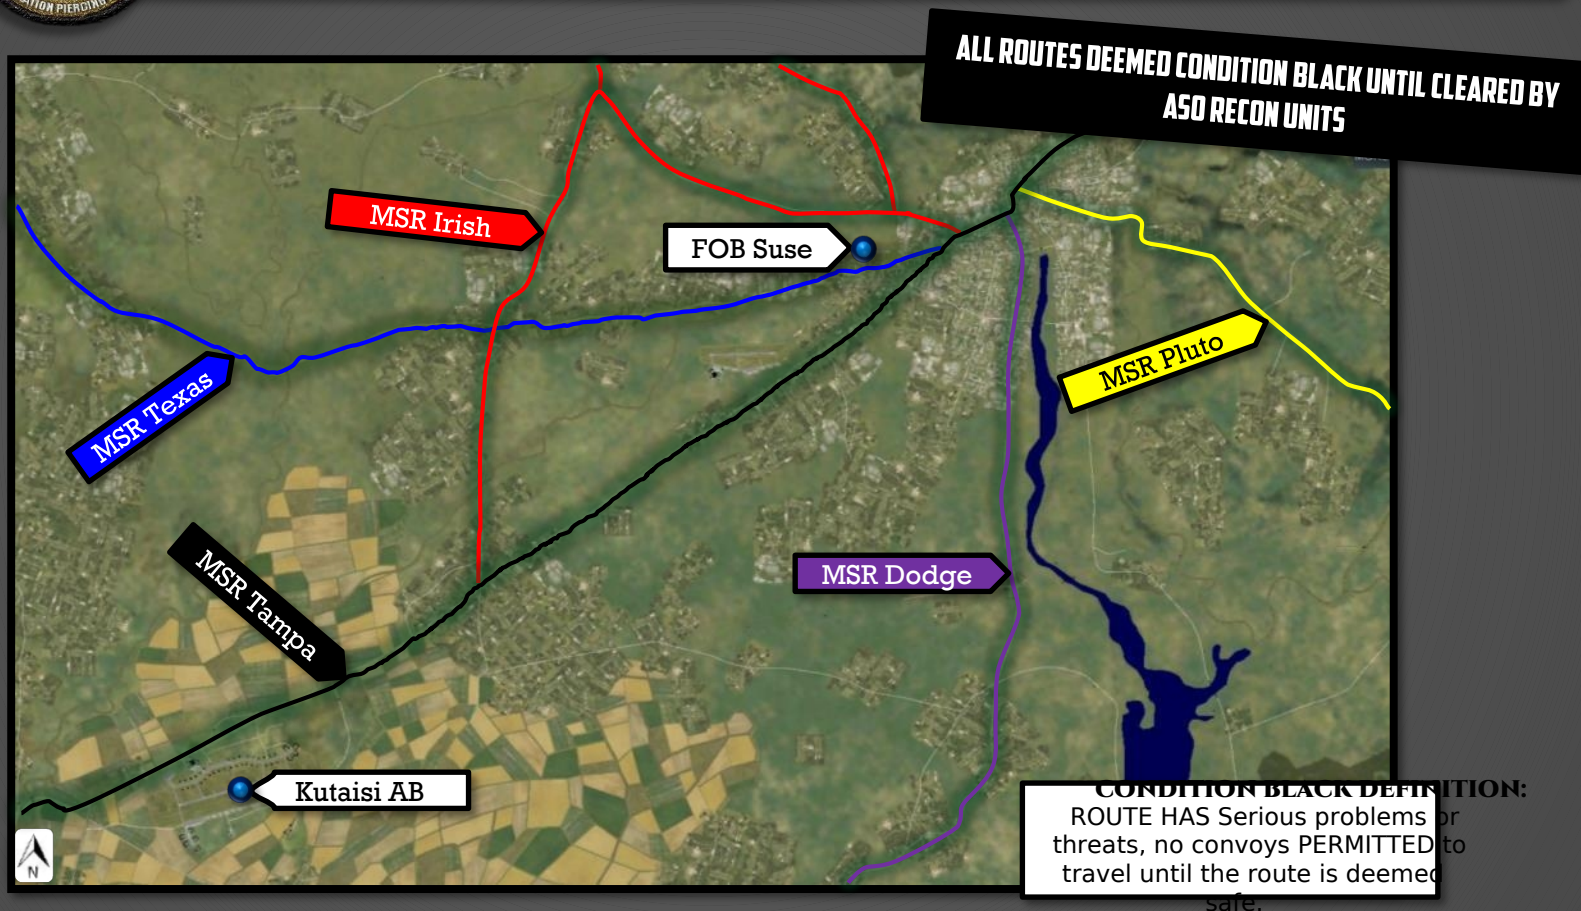 ATION PIERCING
ALL ROUTES DEEMED CONDITION BLACK UNTIL CLEARED BY
ASO RECON UNITS
MSR Irish
FOB Suse
MSR Texas
MSR Pluto
MSR Tampa
MSR Dodge
Kutaisi AB
N
CONDITION BLACK DEFINITION:
ROUTE HAS Serious problems or
threats, no convoys PERMITTED to
travel until the route is deemed
safe.